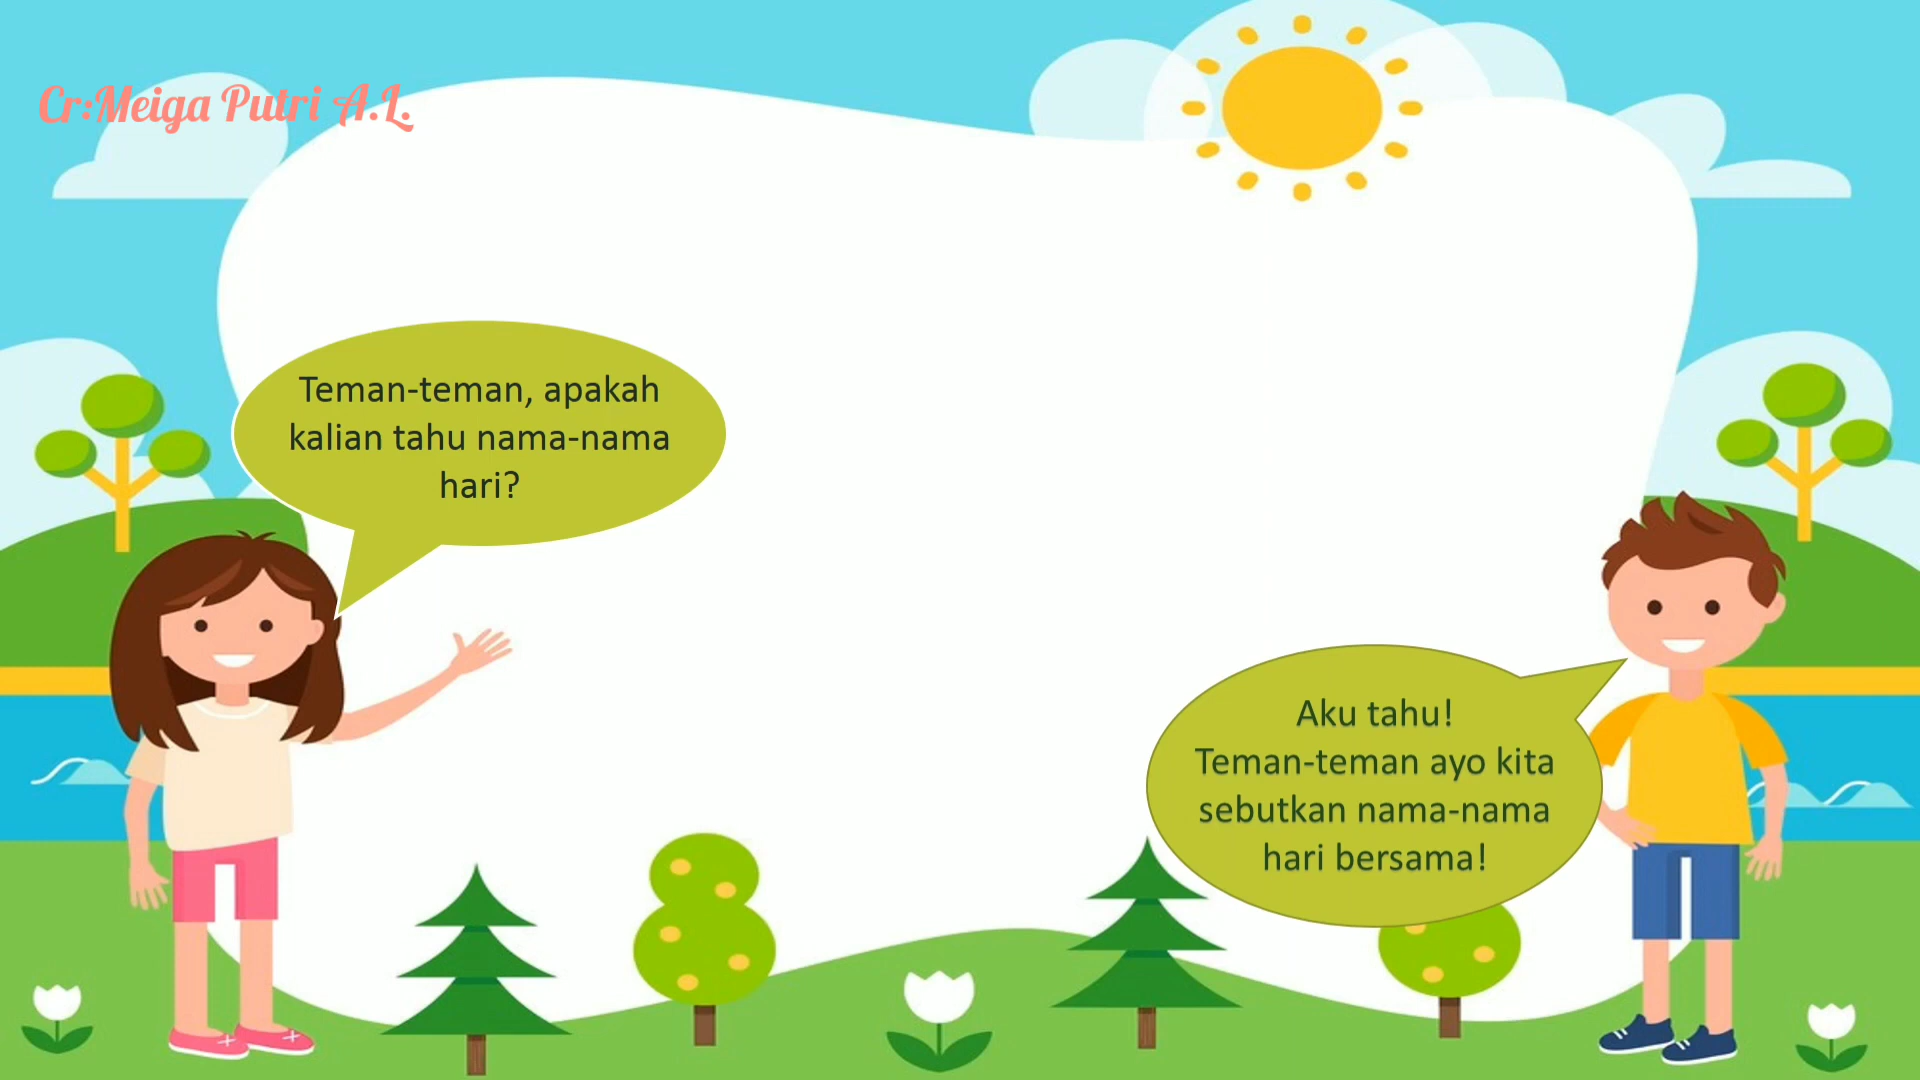 Cr:Meiga Putri A.L.
Teman-teman, apakah
kalian tahu nama-nama
hari?
Aku tahu!
Teman-teman ayo kita
sebutkan nama-nama
hari bersama!